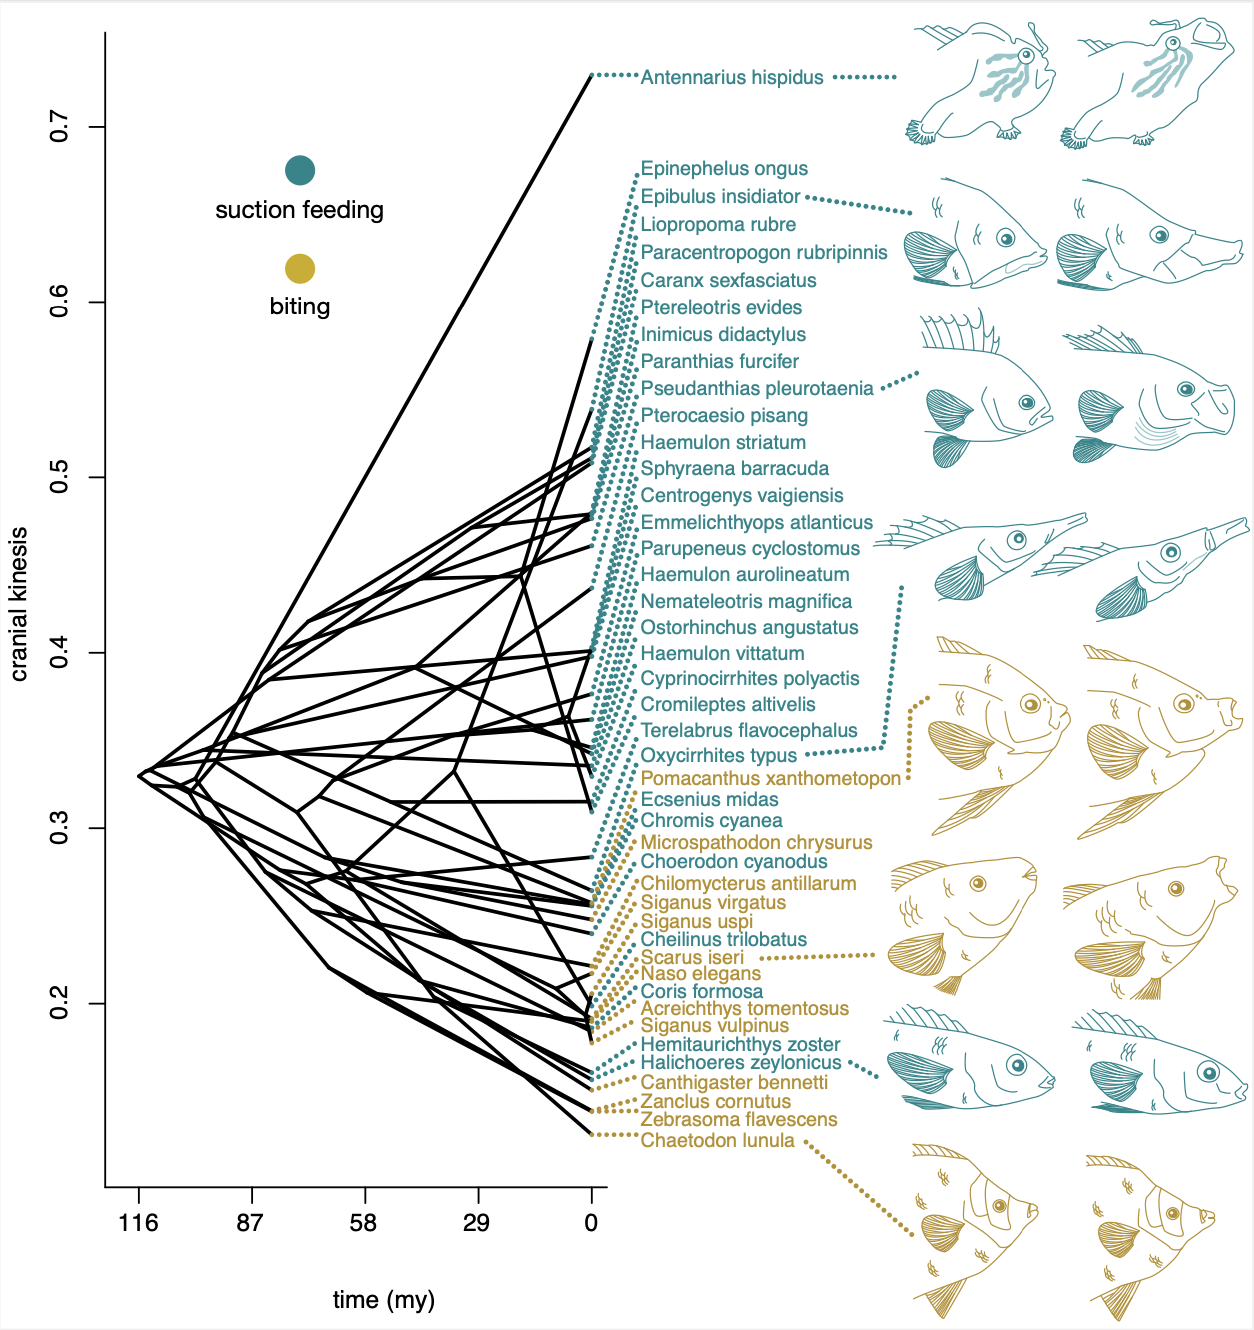 cranial kinesis
0.7
0.6
0.5
0.4
0.3
0.2
suction feeding
biting
Antennarius hispidus
Epinephelus ongus
Epibulus insidiator
Liopropoma rubre
Paracentropogon rubripinnis
Caranx sexfasciatus
Ptereleotris evides
Inimicus didactylus
Paranthias furcifer
Pseudanthias pleurotaenia
Pterocaesio pisang
Haemulon striatum
Sphyraena barracuda
Centrogenys vaigiensis
Emmelichthyops atlanticus
Parupeneus cyclostomus
Haemulon aurolineatum
Nemateleotris magnifica
Ostorhinchus angustatus
Haemulon vittatum
Cyprinocirrhites polyactis
Cromileptes altivelis
Terelabrus flavocephalus
Oxycirrhites typus
Pomacanthus xanthometopon
Ecsenius midas
Chromis cyanea
Microspathodon chrysurus
Choerodon cyanodus
Chilomycterus antillarum
Siganus virgatus
Siganus uspi
Cheilinus trilobatus
Scarus iseri
Naso elegans
Coris formosa
Acreichthys tomentosus
Siganus vulpinus
Hemitaurichthys zoster
Halichoeres zeylonicus
Canthigaster bennetti
Zanclus cornutus
Zebrasoma flavescens
Chaetodon lunula
116 87 58 29 0
time (my)